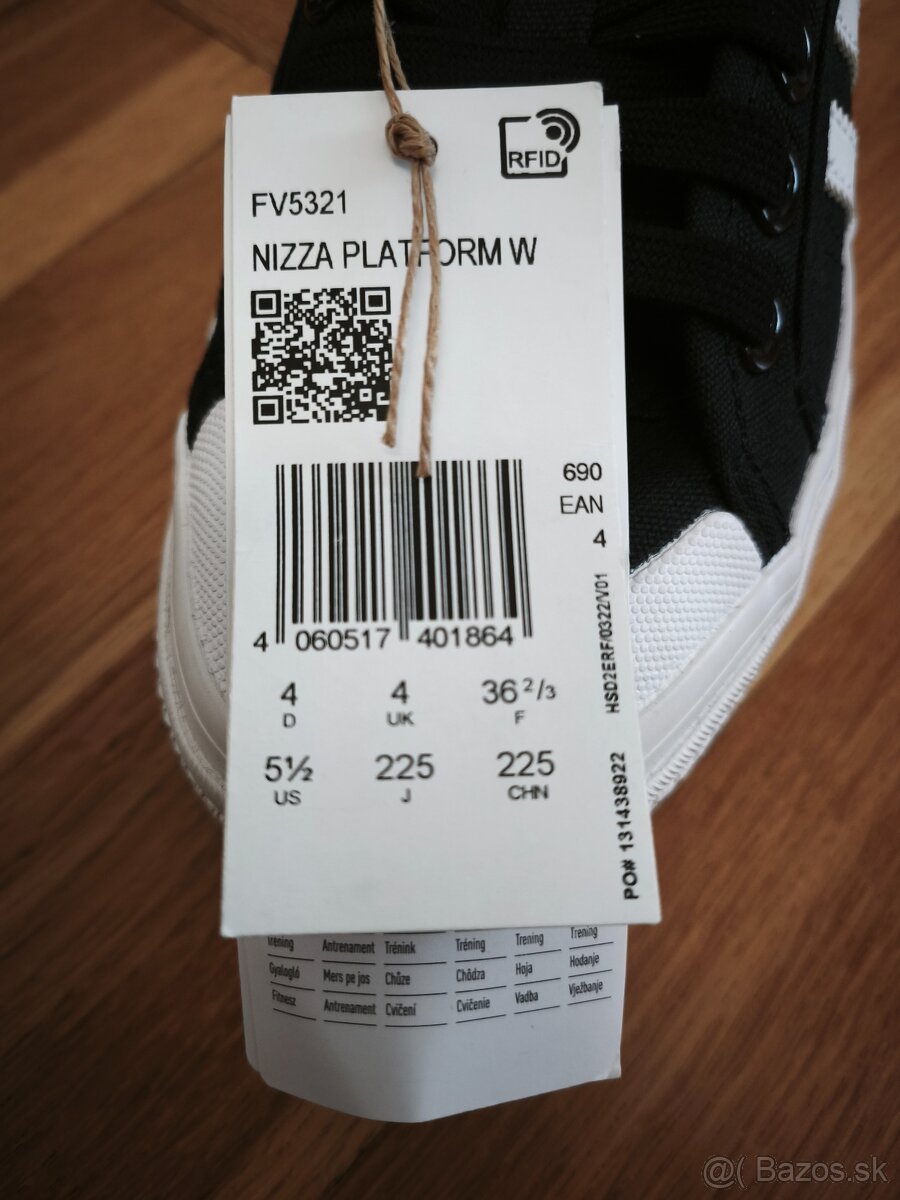 RFID
FV5321
NIZZA PLATFORM W
690
EAN
4
4 060517 401864
HSD2ERF/0322/V01
4 4 36 2/3
D UK F
5½ 225 225
US J CHN
PO# 131438922
Tréning Antrenament Trénink Tréning Trening Trening
Gyalogló Mers pe jos Chůze Chôdza Hoja Hodanje
Fitnesz Antrenament Cvičení Cvičenie Vadba Vježbanje
@( Bazos.sk